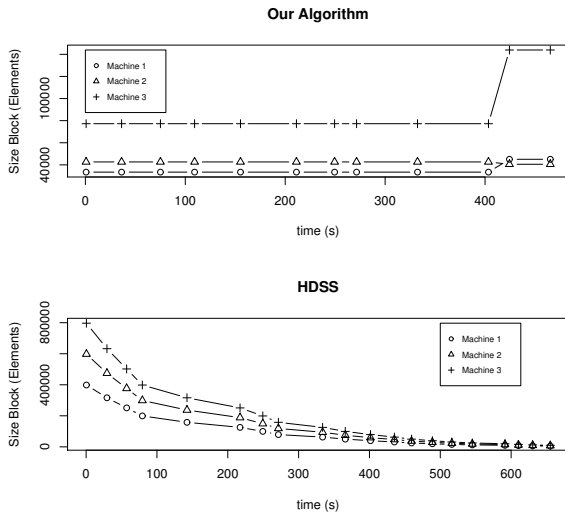 Our Algorithm
Size Block (Elements)
40000
100000
Machine 1
Machine 2
Machine 3
0
100
200
300
400
time (s)
HDSS
Size Block (Elements)
0
400000
800000
Machine 1
Machine 2
Machine 3
0
100
200
300
400
500
600
time (s)